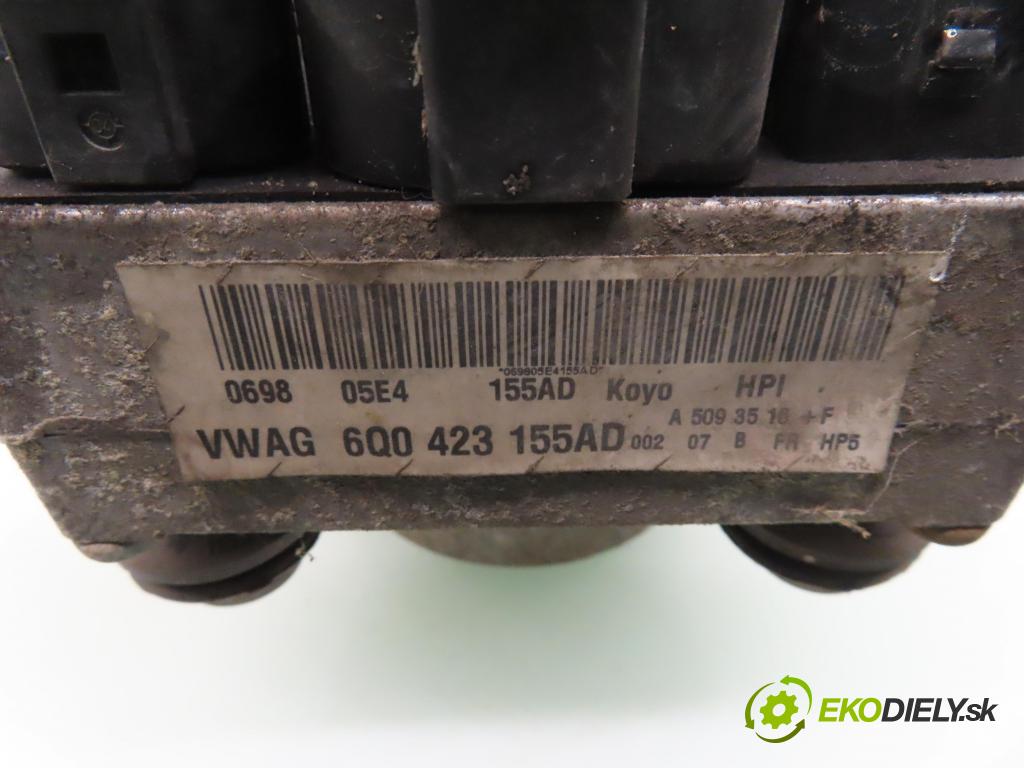 *069805E4155AD*
0698 05E4 155AD Koyo HPI
A 509 35 16 +F
VWAG 6Q0 423 155AD 002 07 B FR HP5
EKODIELY.sk